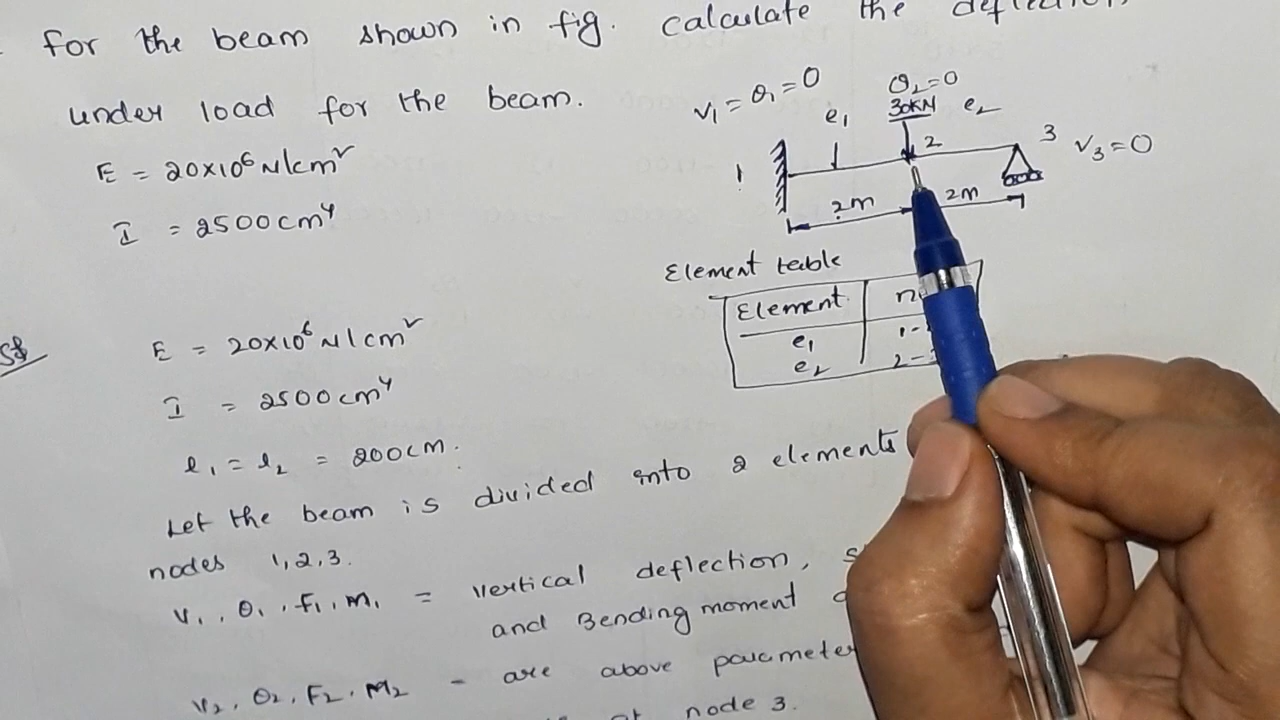 for the beam shown in fig. calculate the
under load for the beam.
E = 20×10⁶ N/cm²
I = 2500 cm⁴
v₁ = θ₁ = 0
θ₂ = 0
30KN
e₁
e₂
1
2
3
v₃ = 0
2m
2m
Element table
Element
e₁
e₂
E = 20×10⁶ N/cm²
I = 2500 cm⁴
l₁ = l₂ = 200cm.
Let the beam is divided into 2 elements
nodes 1,2,3.
v₁, θ₁, F₁, M₁ = vertical deflection,
and Bending moment
v₂, θ₂, F₂, M₂ - are above
node 3.